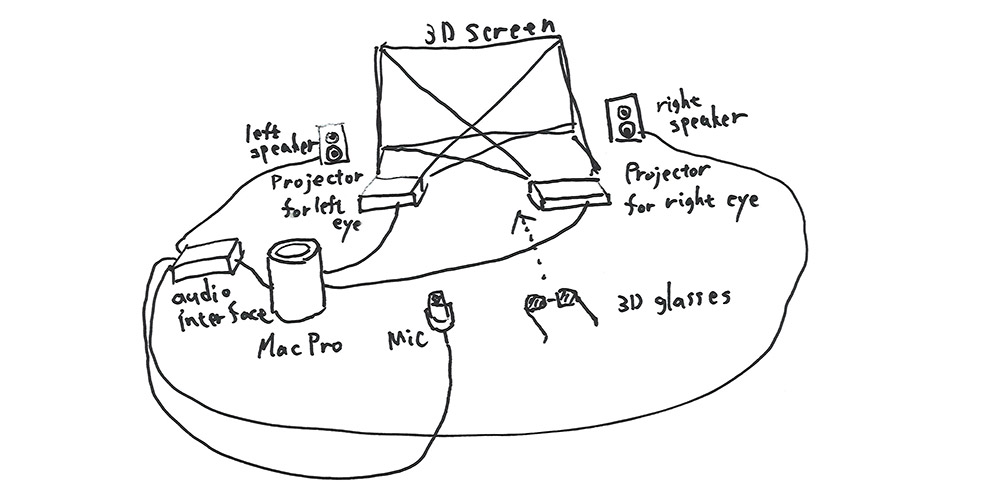 3D Screen
left
speaker
right
speaker
Projector
for left
eye
Projector
for right eye
audio
interface
Mac Pro
Mic
3D glasses